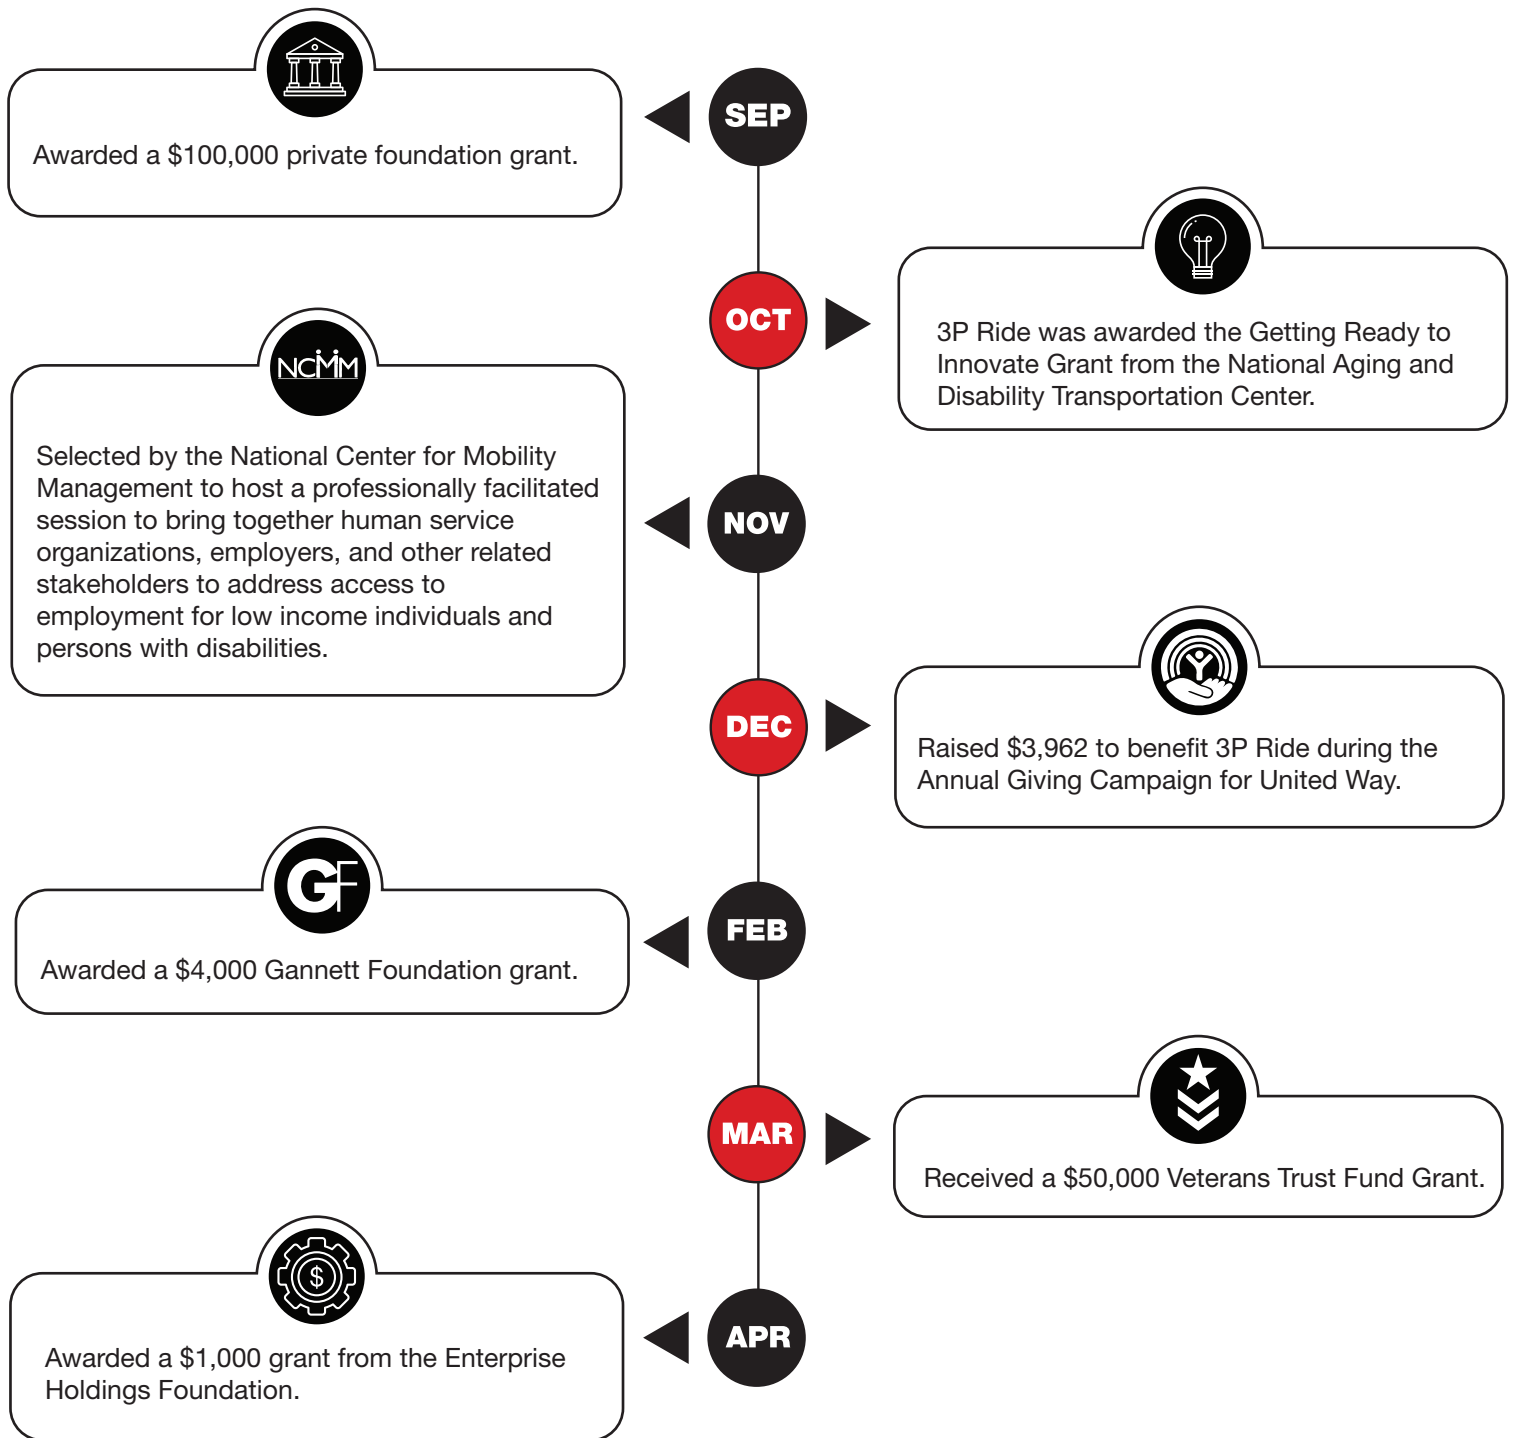 SEP
Awarded a $100,000 private foundation grant.
OCT
3P Ride was awarded the Getting Ready to
Innovate Grant from the National Aging and
Disability Transportation Center.
NCMM
NOV
Selected by the National Center for Mobility
Management to host a professionally facilitated
session to bring together human service
organizations, employers, and other related
stakeholders to address access to
employment for low income individuals and
persons with disabilities.
DEC
Raised $3,962 to benefit 3P Ride during the
Annual Giving Campaign for United Way.
GF
FEB
Awarded a $4,000 Gannett Foundation grant.
MAR
Received a $50,000 Veterans Trust Fund Grant.
$
APR
Awarded a $1,000 grant from the Enterprise
Holdings Foundation.